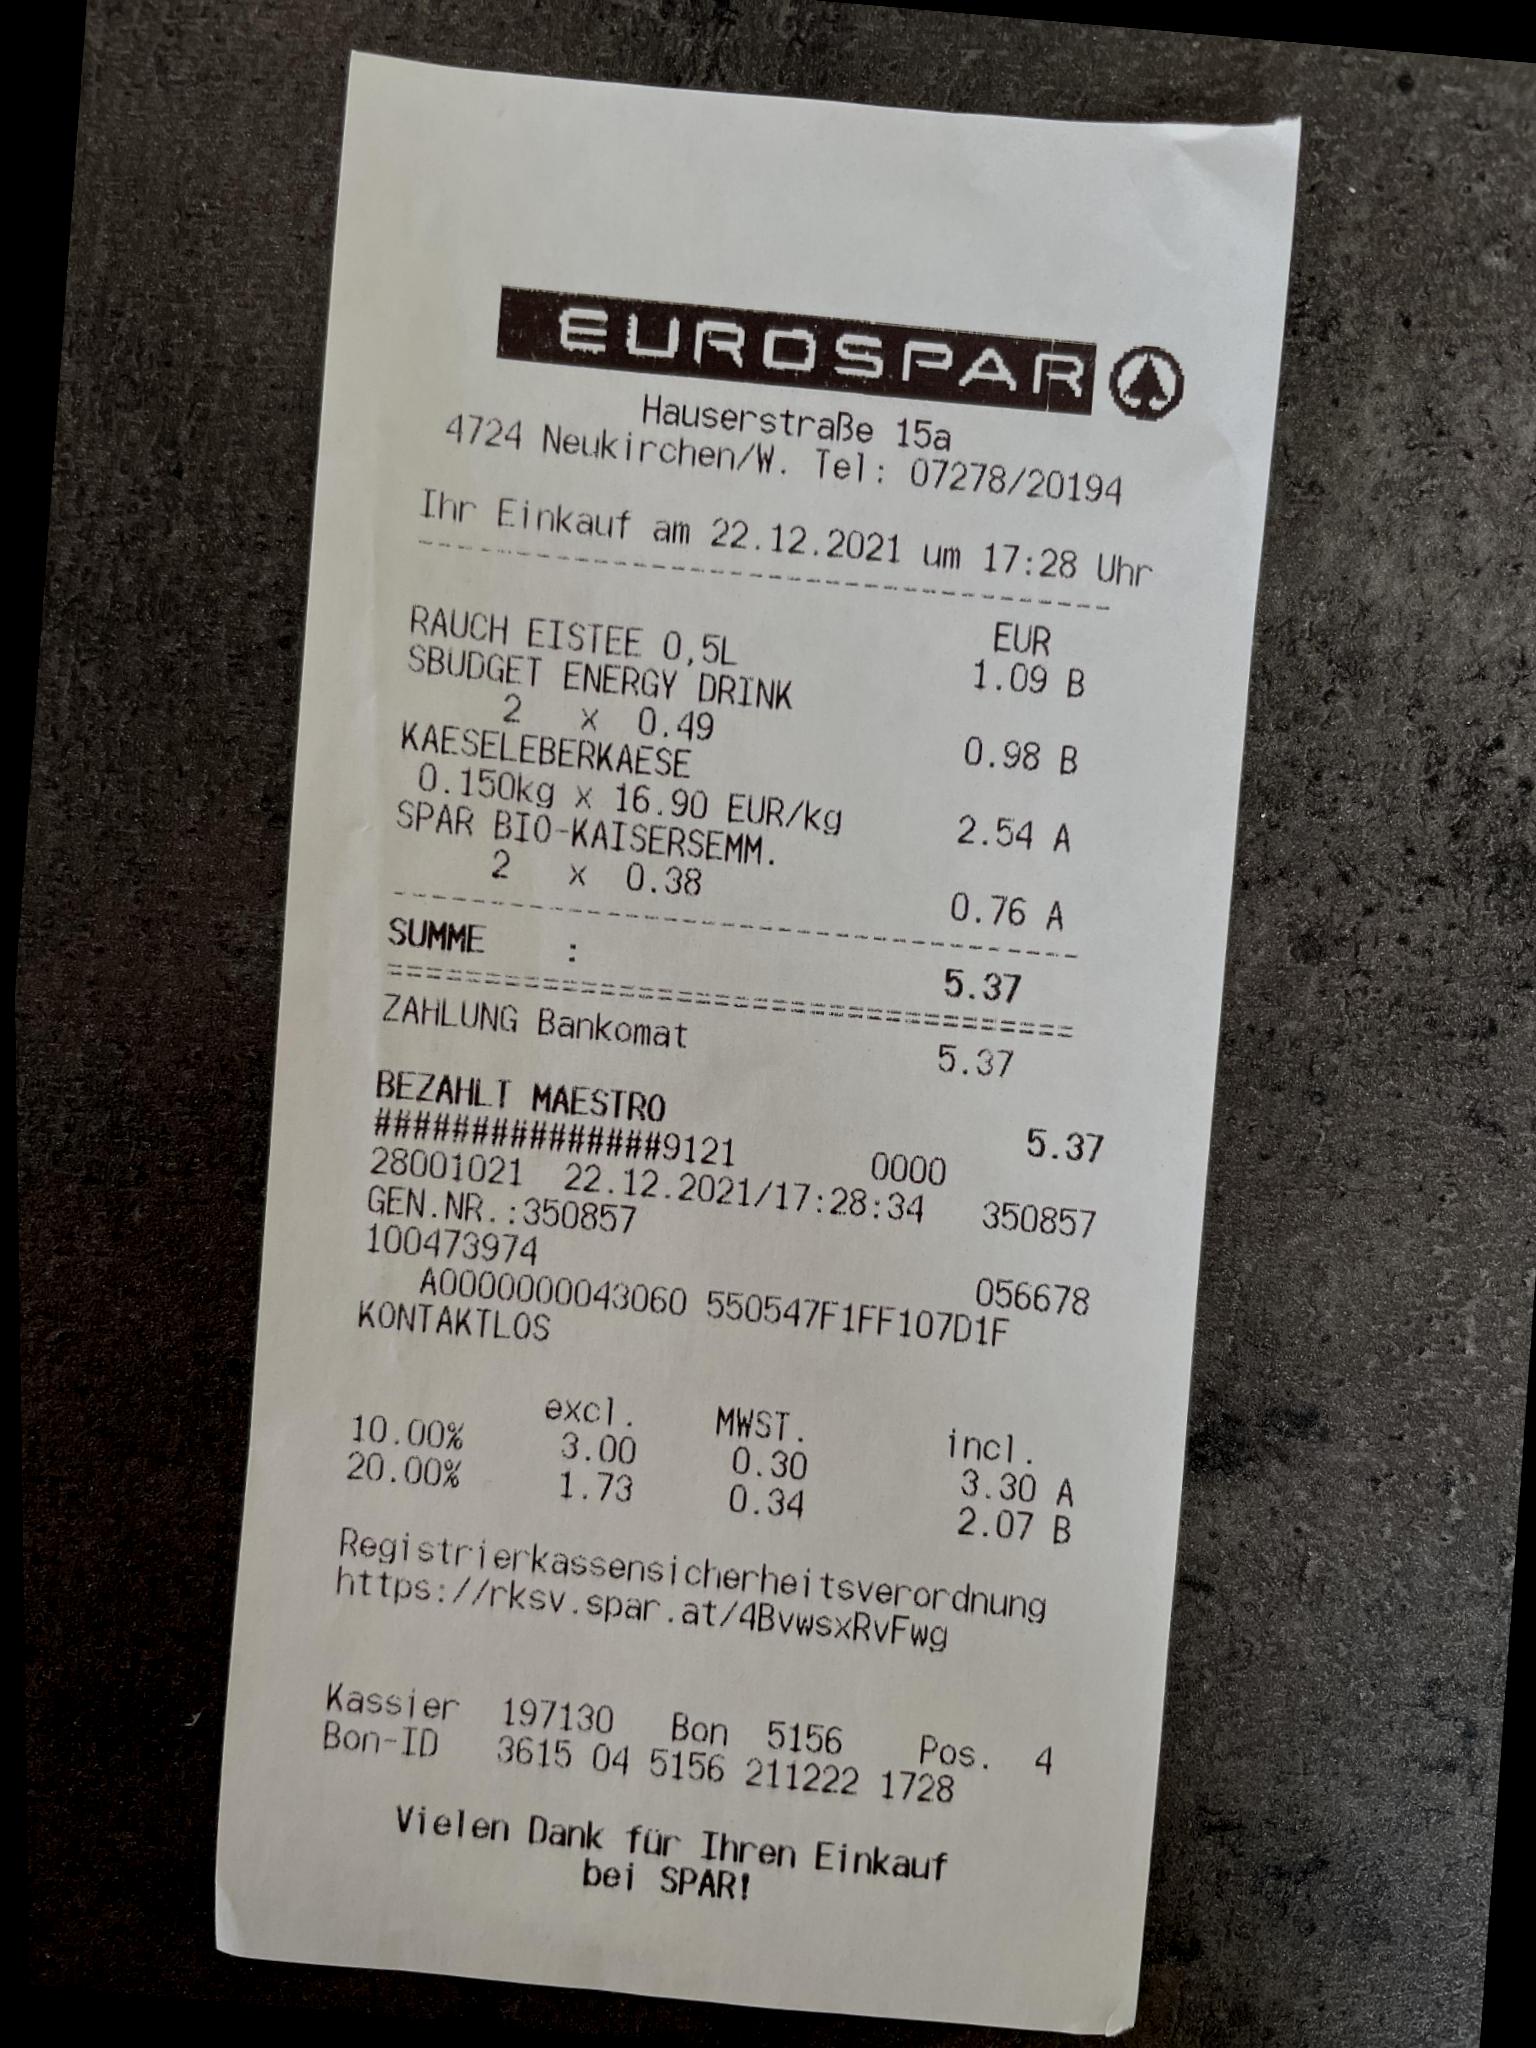 EUROSPAR
Hauserstraße 15a
4724 Neukirchen/W. Tel: 07278/20194
Ihr Einkauf am 22.12.2021 um 17:28 Uhr
EUR
RAUCH EISTEE 0,5L 1.09 B
SBUDGET ENERGY DRINK
2 x 0.49 0.98 B
KAESELEBERKAESE
0.150kg x 16.90 EUR/kg 2.54 A
SPAR BIO-KAISERSEMM.
2 x 0.38 0.76 A
SUMME : 5.37
ZAHLUNG Bankomat 5.37
BEZAHLT MAESTRO 5.37
###############9121 0000
28001021 22.12.2021/17:28:34 350857
GEN.NR.:350857
100473974 056678
A0000000043060 550547F1FF107D1F
KONTAKTLOS
excl. MWST. incl.
10.00% 3.00 0.30 3.30 A
20.00% 1.73 0.34 2.07 B
Registrierkassensicherheitsverordnung
https://rksv.spar.at/4BvwsxRvFwg
Kassier 197130 Bon 5156 Pos. 4
Bon-ID 3615 04 5156 211222 1728
Vielen Dank für Ihren Einkauf
bei SPAR!